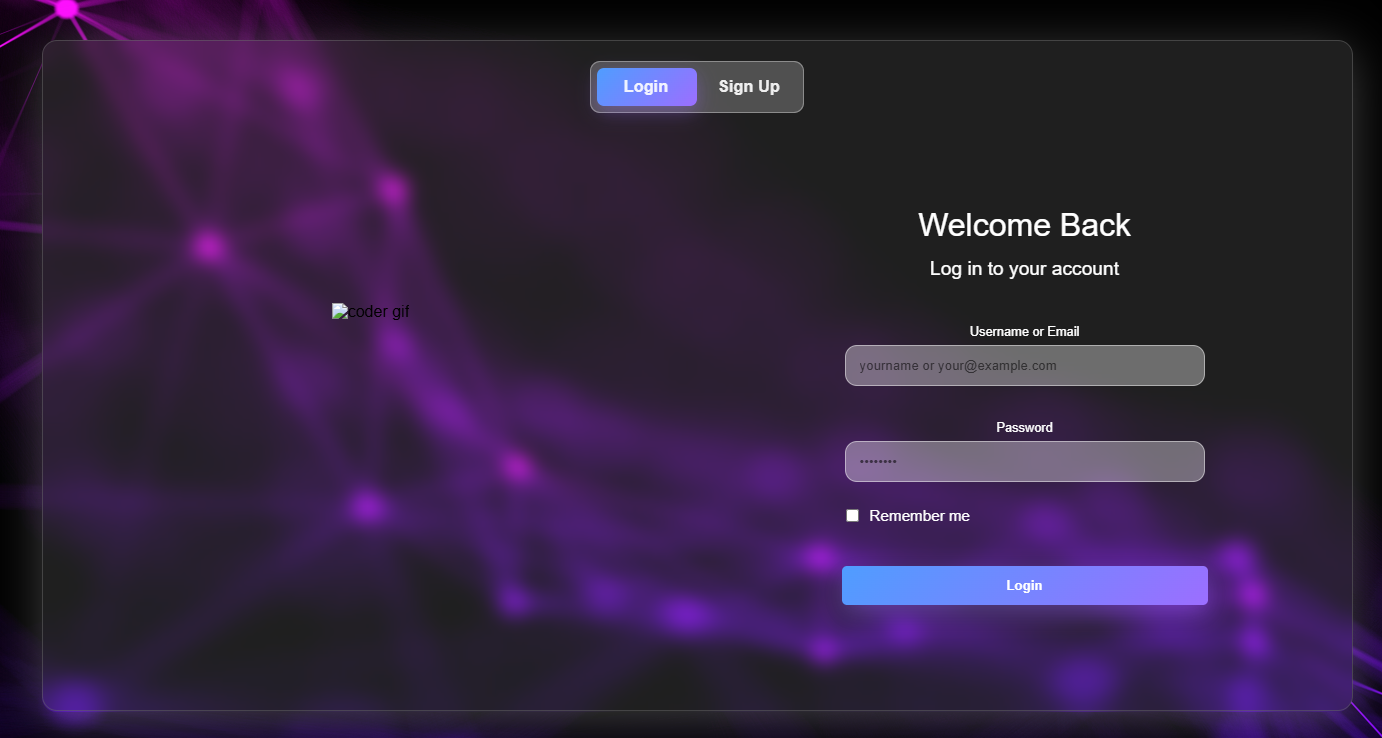 Login
Sign Up
Welcome Back
Log in to your account
coder gif
Username or Email
yourname or your@example.com
Password
••••••••
Remember me
Login